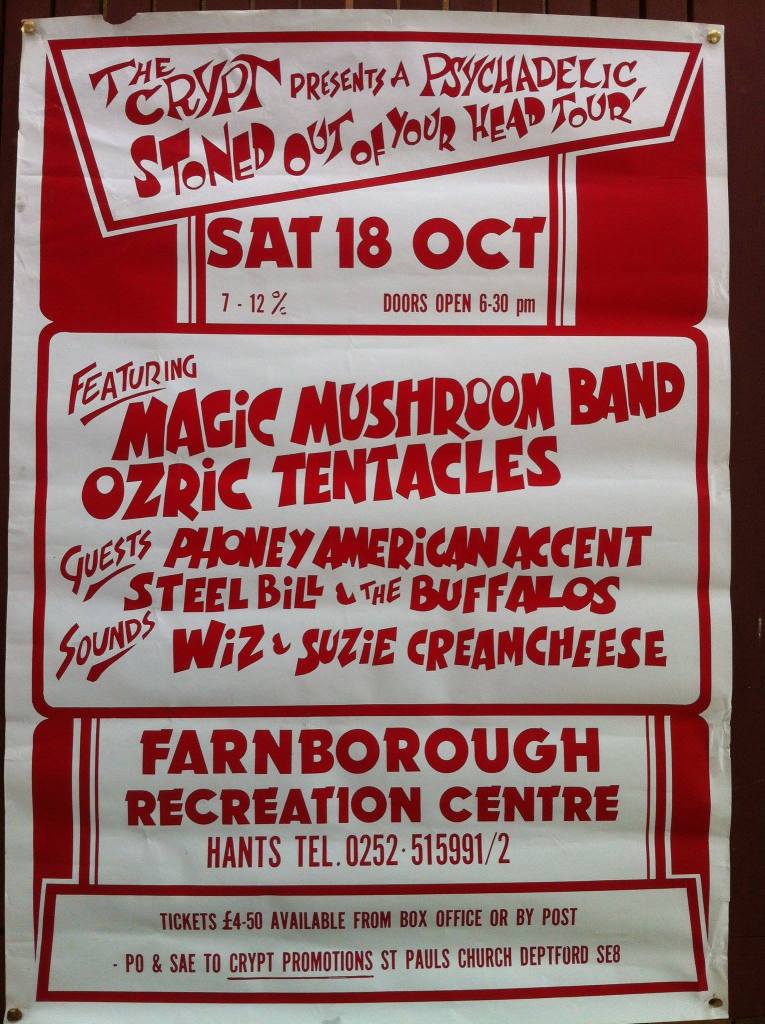 THE CRYPT PRESENTS A PSYCHADELIC
STONED OUT OF YOUR HEAD TOUR'
SAT 18 OCT
7 - 12 % DOORS OPEN 6-30 pm
FEATURING
MAGiC MUSHROOM BAND
OZRiC TENTACLES
GUESTS PHONEY AMERiCAN ACCENT
STEEL BiLL & THE BUFFALOS
SOUNDS WiZ & SUZiE CREAMCHEESE
FARNBOROUGH
RECREATION CENTRE
HANTS TEL. 0252·515991/2
TICKETS £4-50 AVAILABLE FROM BOX OFFICE OR BY POST
- PO & SAE TO CRYPT PROMOTIONS ST PAULS CHURCH DEPTFORD SE8